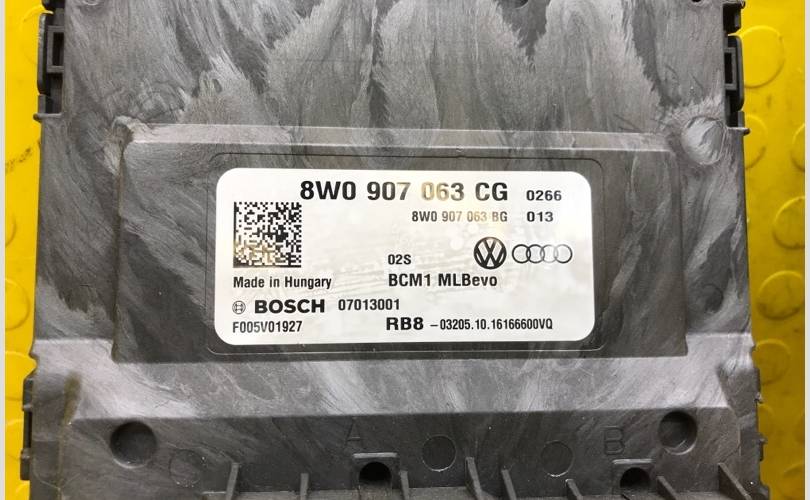 8W0 907 063 CG 0266
8W0 907 063 BG 013
02S
Made in Hungary BCM1 MLBevo
BOSCH 07013001
F005V01927 RB8 -03205.10.16166600VQ
A B